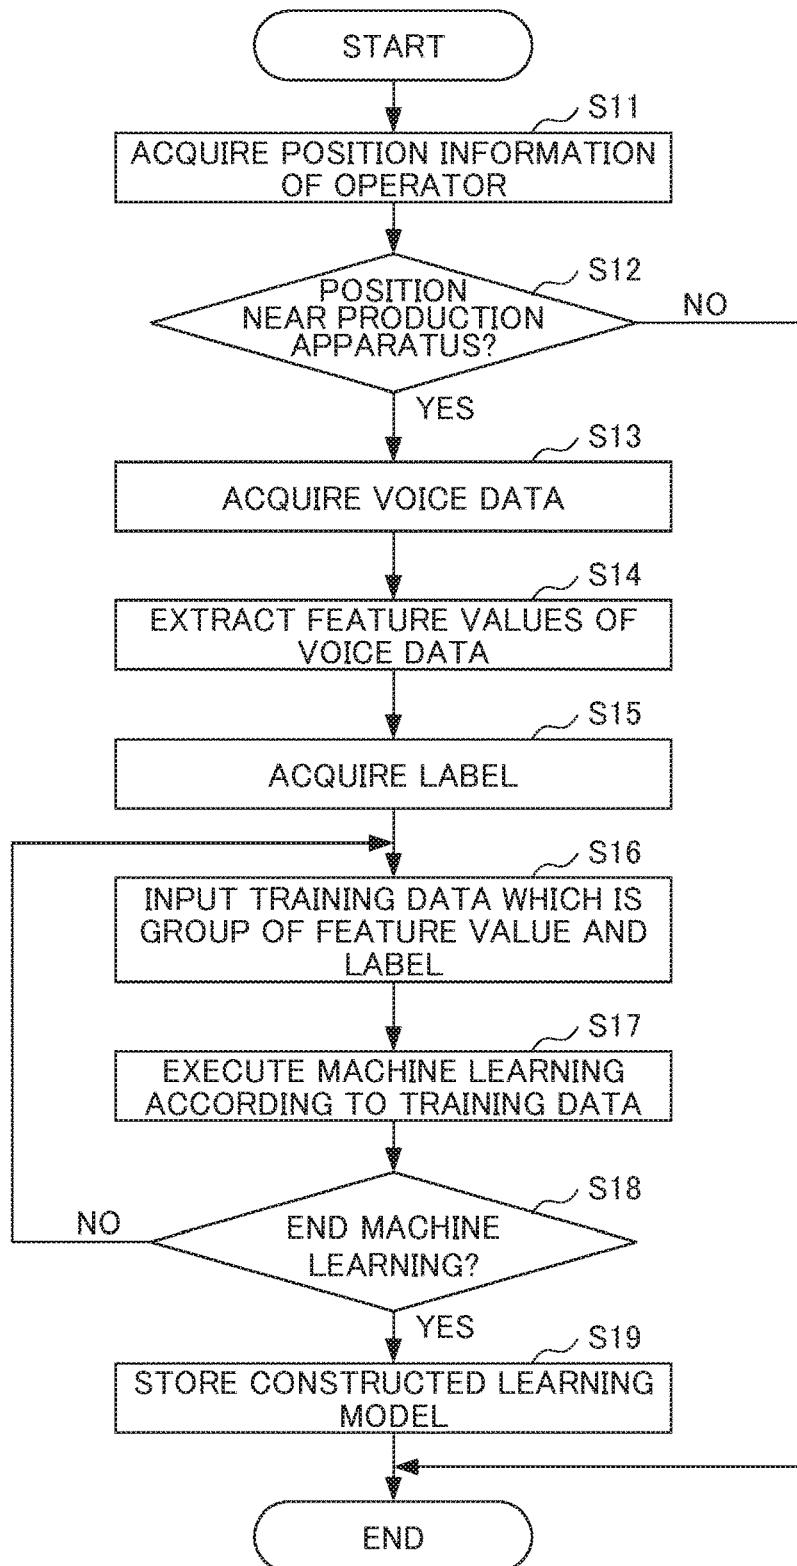 START
S11
ACQUIRE POSITION INFORMATION
OF OPERATOR
S12
POSITION
NEAR PRODUCTION
APPARATUS?
NO
YES
S13
ACQUIRE VOICE DATA
S14
EXTRACT FEATURE VALUES OF
VOICE DATA
S15
ACQUIRE LABEL
S16
INPUT TRAINING DATA WHICH IS
GROUP OF FEATURE VALUE AND
LABEL
S17
EXECUTE MACHINE LEARNING
ACCORDING TO TRAINING DATA
S18
NO
END MACHINE
LEARNING?
YES
S19
STORE CONSTRUCTED LEARNING
MODEL
END